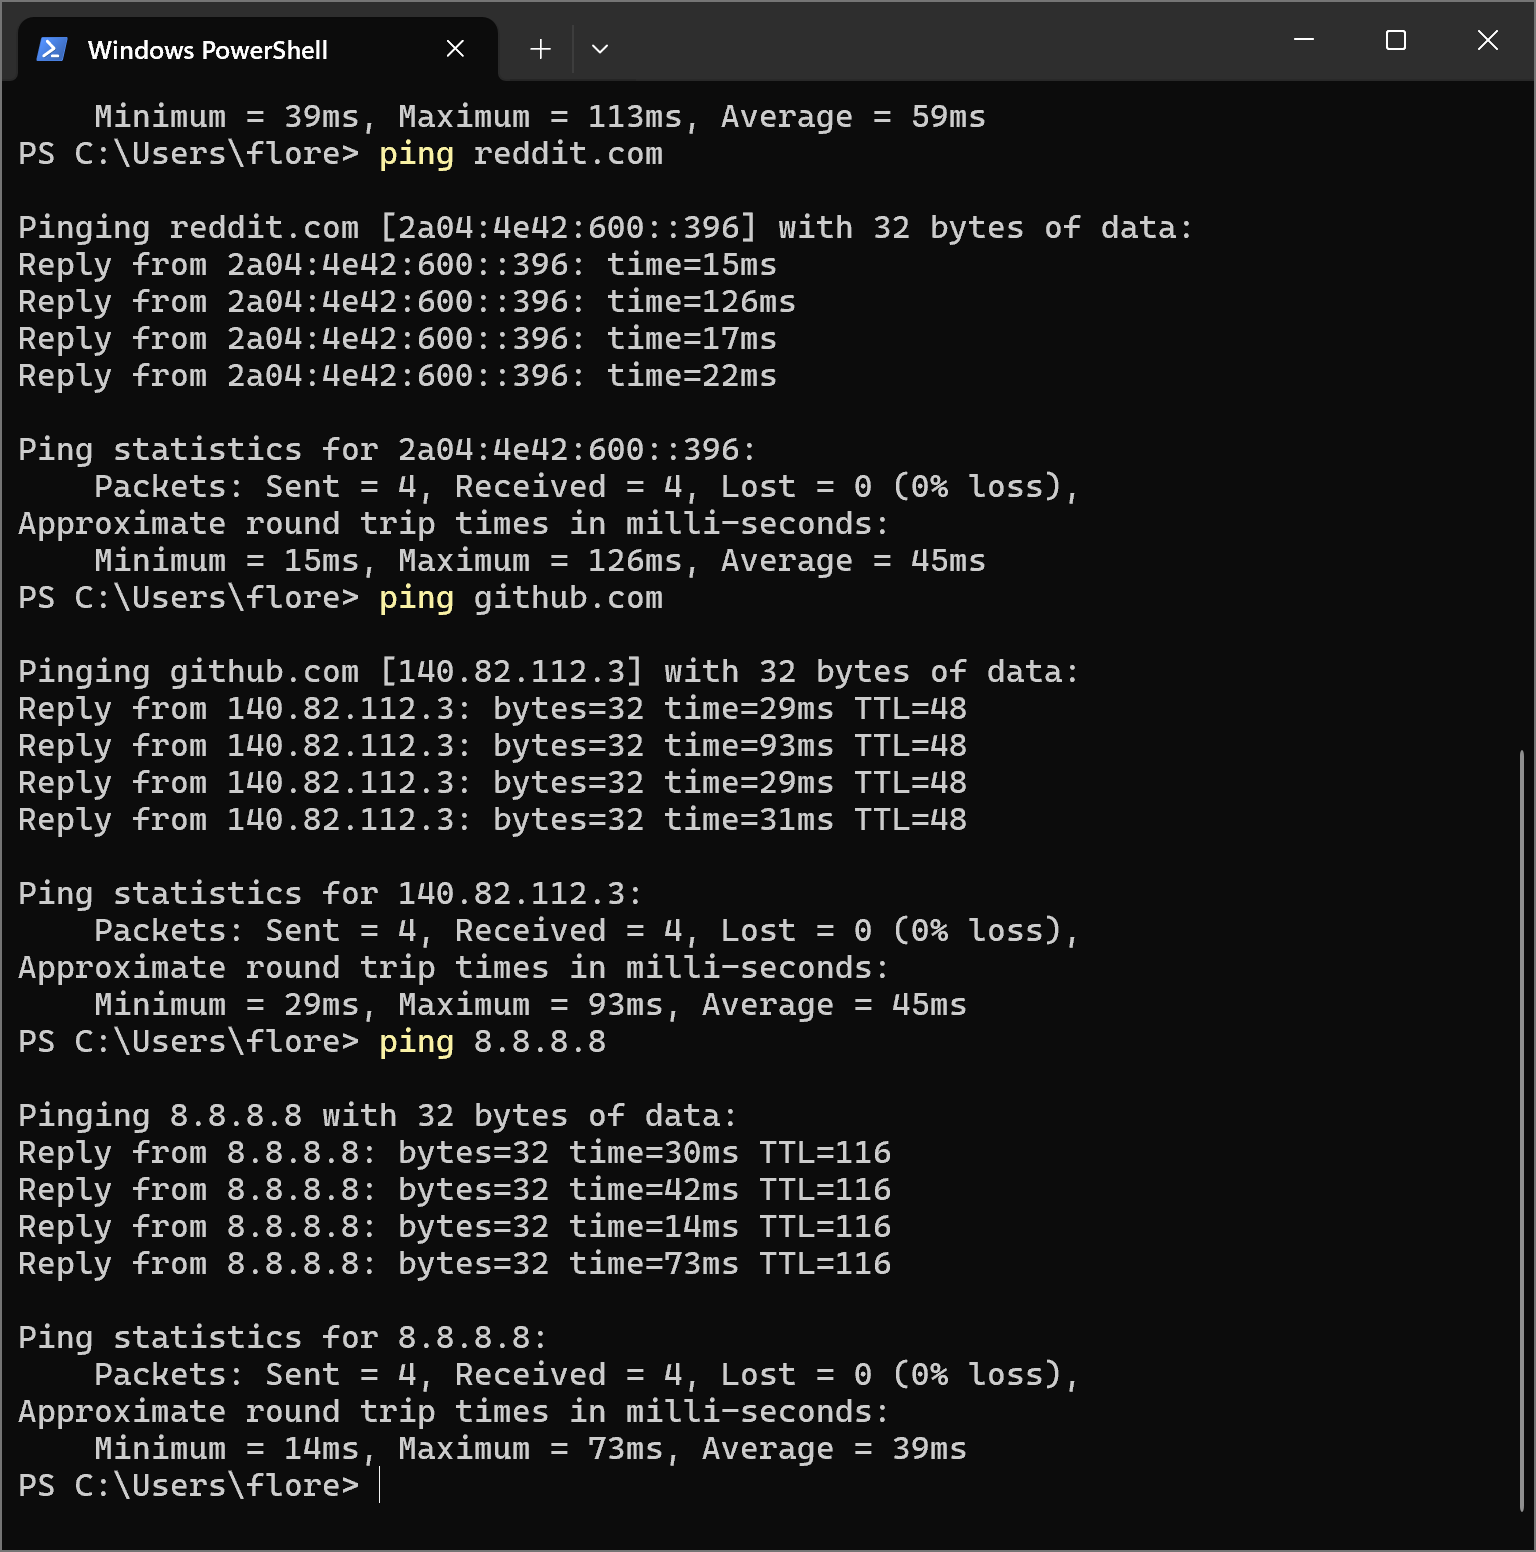 Windows PowerShell
    Minimum = 39ms, Maximum = 113ms, Average = 59ms
PS C:\Users\flore> ping reddit.com

Pinging reddit.com [2a04:4e42:600::396] with 32 bytes of data:
Reply from 2a04:4e42:600::396: time=15ms
Reply from 2a04:4e42:600::396: time=126ms
Reply from 2a04:4e42:600::396: time=17ms
Reply from 2a04:4e42:600::396: time=22ms

Ping statistics for 2a04:4e42:600::396:
    Packets: Sent = 4, Received = 4, Lost = 0 (0% loss),
Approximate round trip times in milli-seconds:
    Minimum = 15ms, Maximum = 126ms, Average = 45ms
PS C:\Users\flore> ping github.com

Pinging github.com [140.82.112.3] with 32 bytes of data:
Reply from 140.82.112.3: bytes=32 time=29ms TTL=48
Reply from 140.82.112.3: bytes=32 time=93ms TTL=48
Reply from 140.82.112.3: bytes=32 time=29ms TTL=48
Reply from 140.82.112.3: bytes=32 time=31ms TTL=48

Ping statistics for 140.82.112.3:
    Packets: Sent = 4, Received = 4, Lost = 0 (0% loss),
Approximate round trip times in milli-seconds:
    Minimum = 29ms, Maximum = 93ms, Average = 45ms
PS C:\Users\flore> ping 8.8.8.8

Pinging 8.8.8.8 with 32 bytes of data:
Reply from 8.8.8.8: bytes=32 time=30ms TTL=116
Reply from 8.8.8.8: bytes=32 time=42ms TTL=116
Reply from 8.8.8.8: bytes=32 time=14ms TTL=116
Reply from 8.8.8.8: bytes=32 time=73ms TTL=116

Ping statistics for 8.8.8.8:
    Packets: Sent = 4, Received = 4, Lost = 0 (0% loss),
Approximate round trip times in milli-seconds:
    Minimum = 14ms, Maximum = 73ms, Average = 39ms
PS C:\Users\flore>